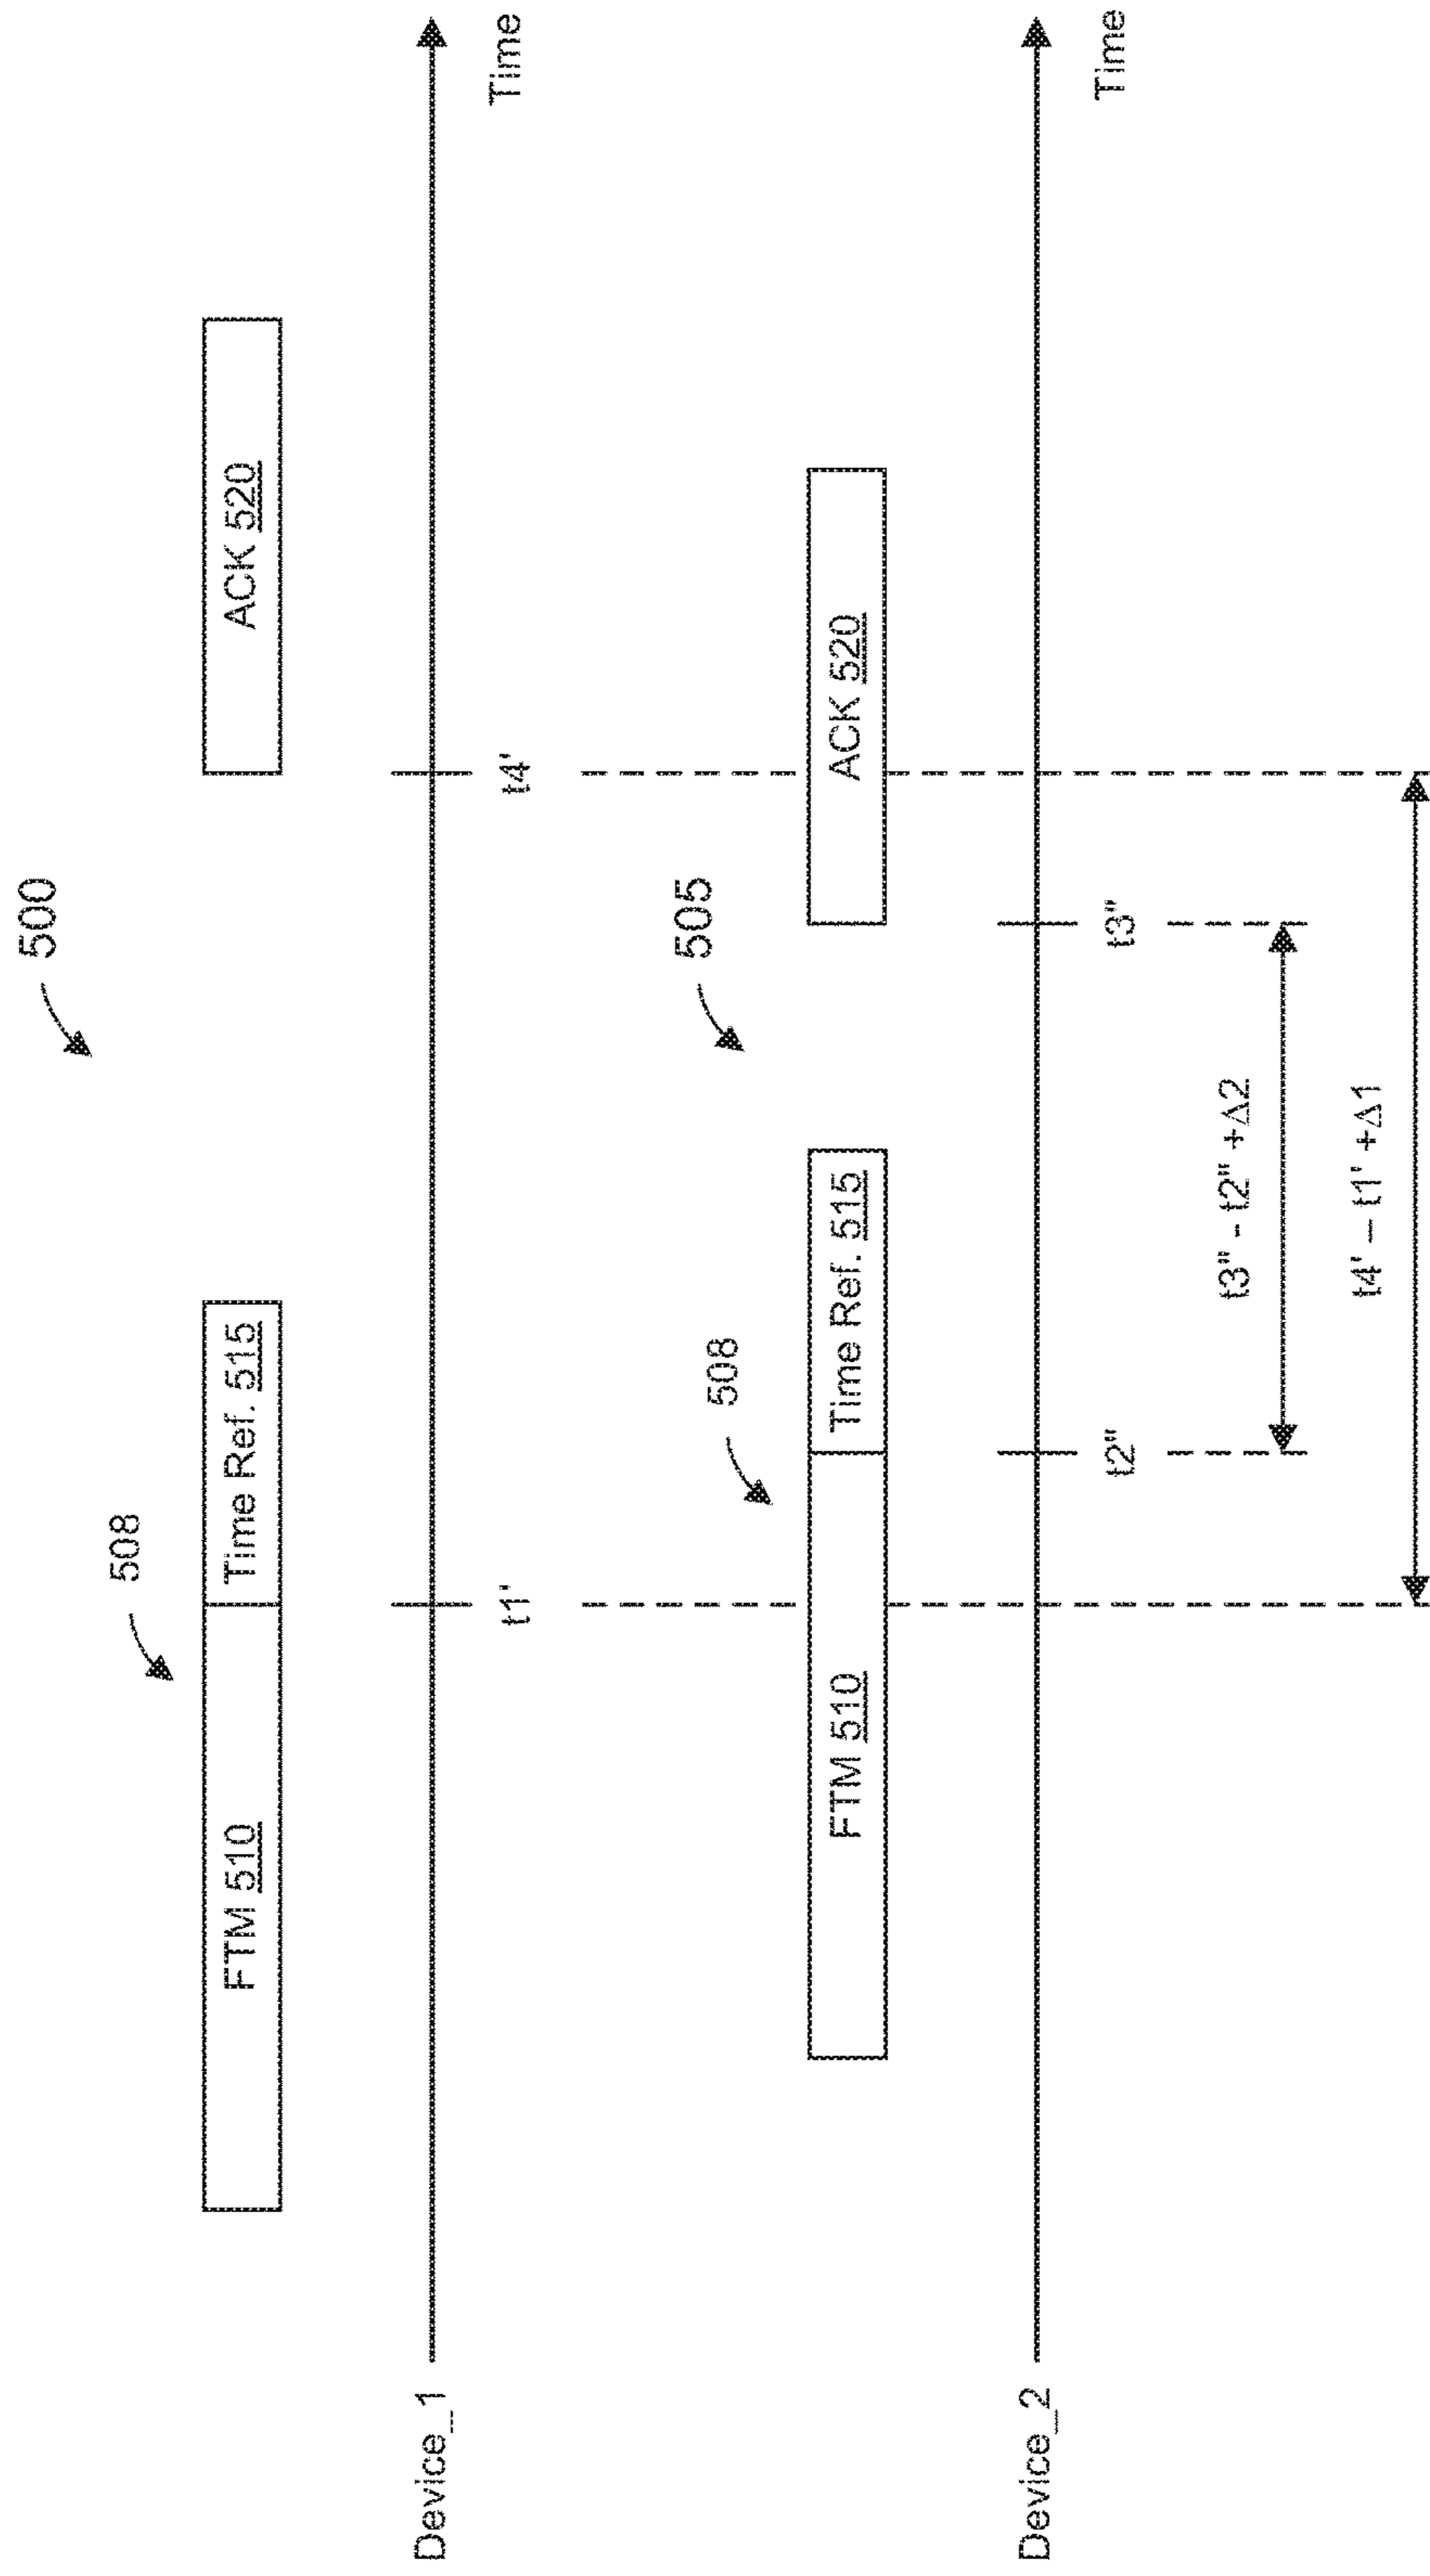 500
508
FTM 510
Time Ref. 515
ACK 520
Device_1
t1'
t4'
Time
505
508
FTM 510
Time Ref. 515
ACK 520
Device_2
t2"
t3"
Time
t3" - t2" +Δ2
t4' – t1' +Δ1